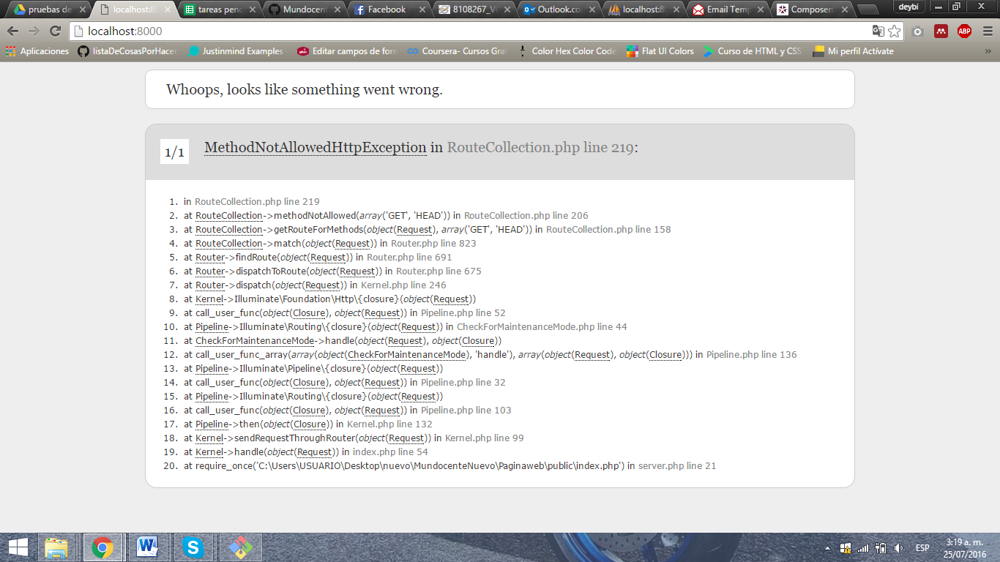 pruebas de
localhost:80
tareas pend
Mundocent
Facebook
8108267_V
Outlook.co
localhost:80
Email Temp
Composer:
deybi
localhost:8000
ABP
Aplicaciones
listaDeCosasPorHacer
Justinmind Examples
Editar campos de form
Coursera- Cursos Grat
Color Hex Color Code
Flat UI Colors
Curso de HTML y CSS
Mi perfil Actívate
»
Whoops, looks like something went wrong.
1/1
MethodNotAllowedHttpException in RouteCollection.php line 219:
1. in RouteCollection.php line 219
2. at RouteCollection->methodNotAllowed(array('GET', 'HEAD')) in RouteCollection.php line 206
3. at RouteCollection->getRouteForMethods(object(Request), array('GET', 'HEAD')) in RouteCollection.php line 158
4. at RouteCollection->match(object(Request)) in Router.php line 823
5. at Router->findRoute(object(Request)) in Router.php line 691
6. at Router->dispatchToRoute(object(Request)) in Router.php line 675
7. at Router->dispatch(object(Request)) in Kernel.php line 246
8. at Kernel->Illuminate\Foundation\Http\{closure}(object(Request))
9. at call_user_func(object(Closure), object(Request)) in Pipeline.php line 52
10. at Pipeline->Illuminate\Routing\{closure}(object(Request)) in CheckForMaintenanceMode.php line 44
11. at CheckForMaintenanceMode->handle(object(Request), object(Closure))
12. at call_user_func_array(array(object(CheckForMaintenanceMode), 'handle'), array(object(Request), object(Closure))) in Pipeline.php line 136
13. at Pipeline->Illuminate\Pipeline\{closure}(object(Request))
14. at call_user_func(object(Closure), object(Request)) in Pipeline.php line 32
15. at Pipeline->Illuminate\Routing\{closure}(object(Request))
16. at call_user_func(object(Closure), object(Request)) in Pipeline.php line 103
17. at Pipeline->then(object(Closure)) in Kernel.php line 132
18. at Kernel->sendRequestThroughRouter(object(Request)) in Kernel.php line 99
19. at Kernel->handle(object(Request)) in index.php line 54
20. at require_once('C:\Users\USUARIO\Desktop\nuevo\MundocenteNuevo\Paginaweb\public\index.php') in server.php line 21
ESP
3:19 a. m.
25/07/2016